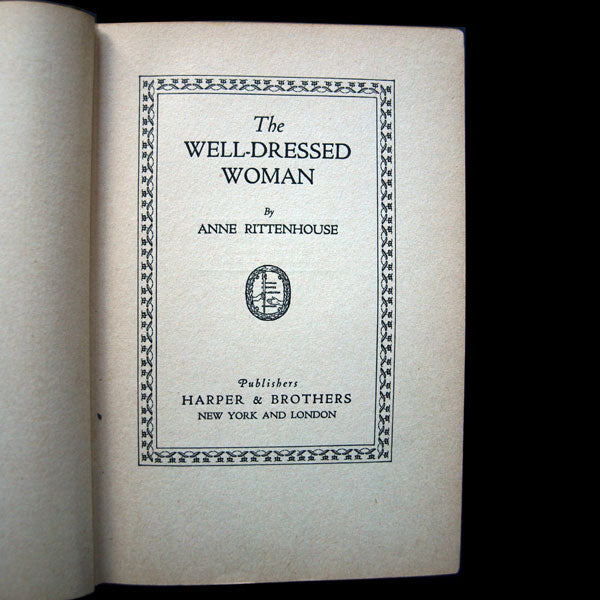 The
WELL-DRESSED
WOMAN
By
ANNE RITTENHOUSE
Publishers
HARPER & BROTHERS
NEW YORK AND LONDON